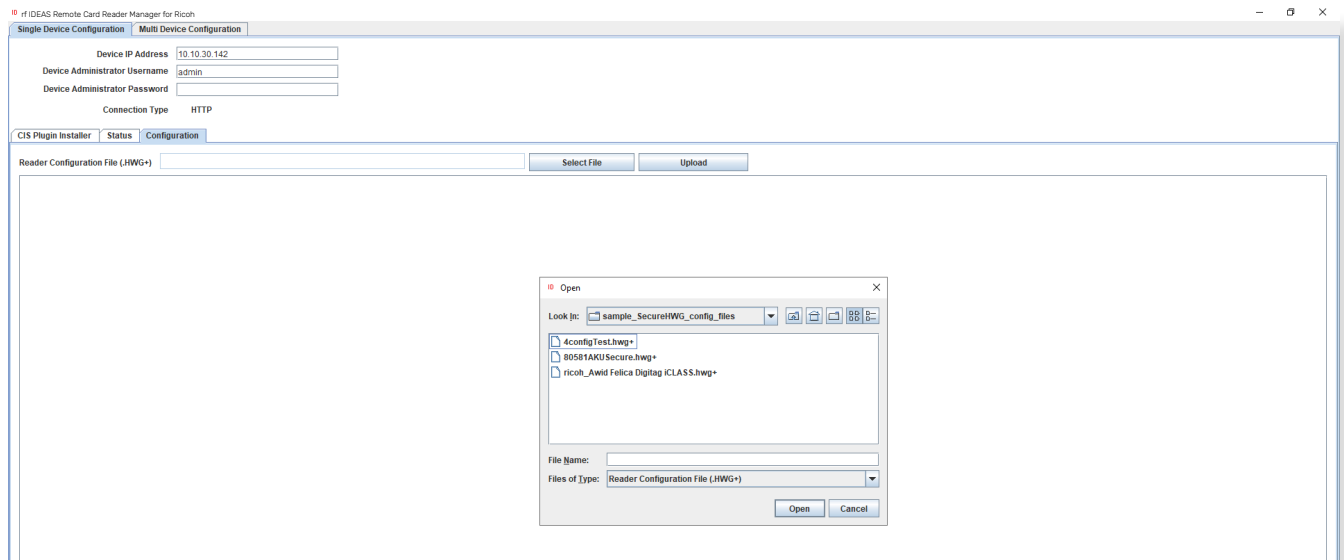 ID rf IDEAS Remote Card Reader Manager for Ricoh
Single Device Configuration Multi Device Configuration
Device IP Address 10.10.30.142
Device Administrator Username admin
Device Administrator Password
Connection Type HTTP
CIS Plugin Installer Status Configuration
Reader Configuration File (.HWG+) Select File Upload
ID Open
Look In: sample_SecureHWG_config_files
4configTest.hwg+
80581AKUSecure.hwg+
ricoh_Awid Felica Digitag iCLASS.hwg+
File Name:
Files of Type: Reader Configuration File (.HWG+)
Open Cancel